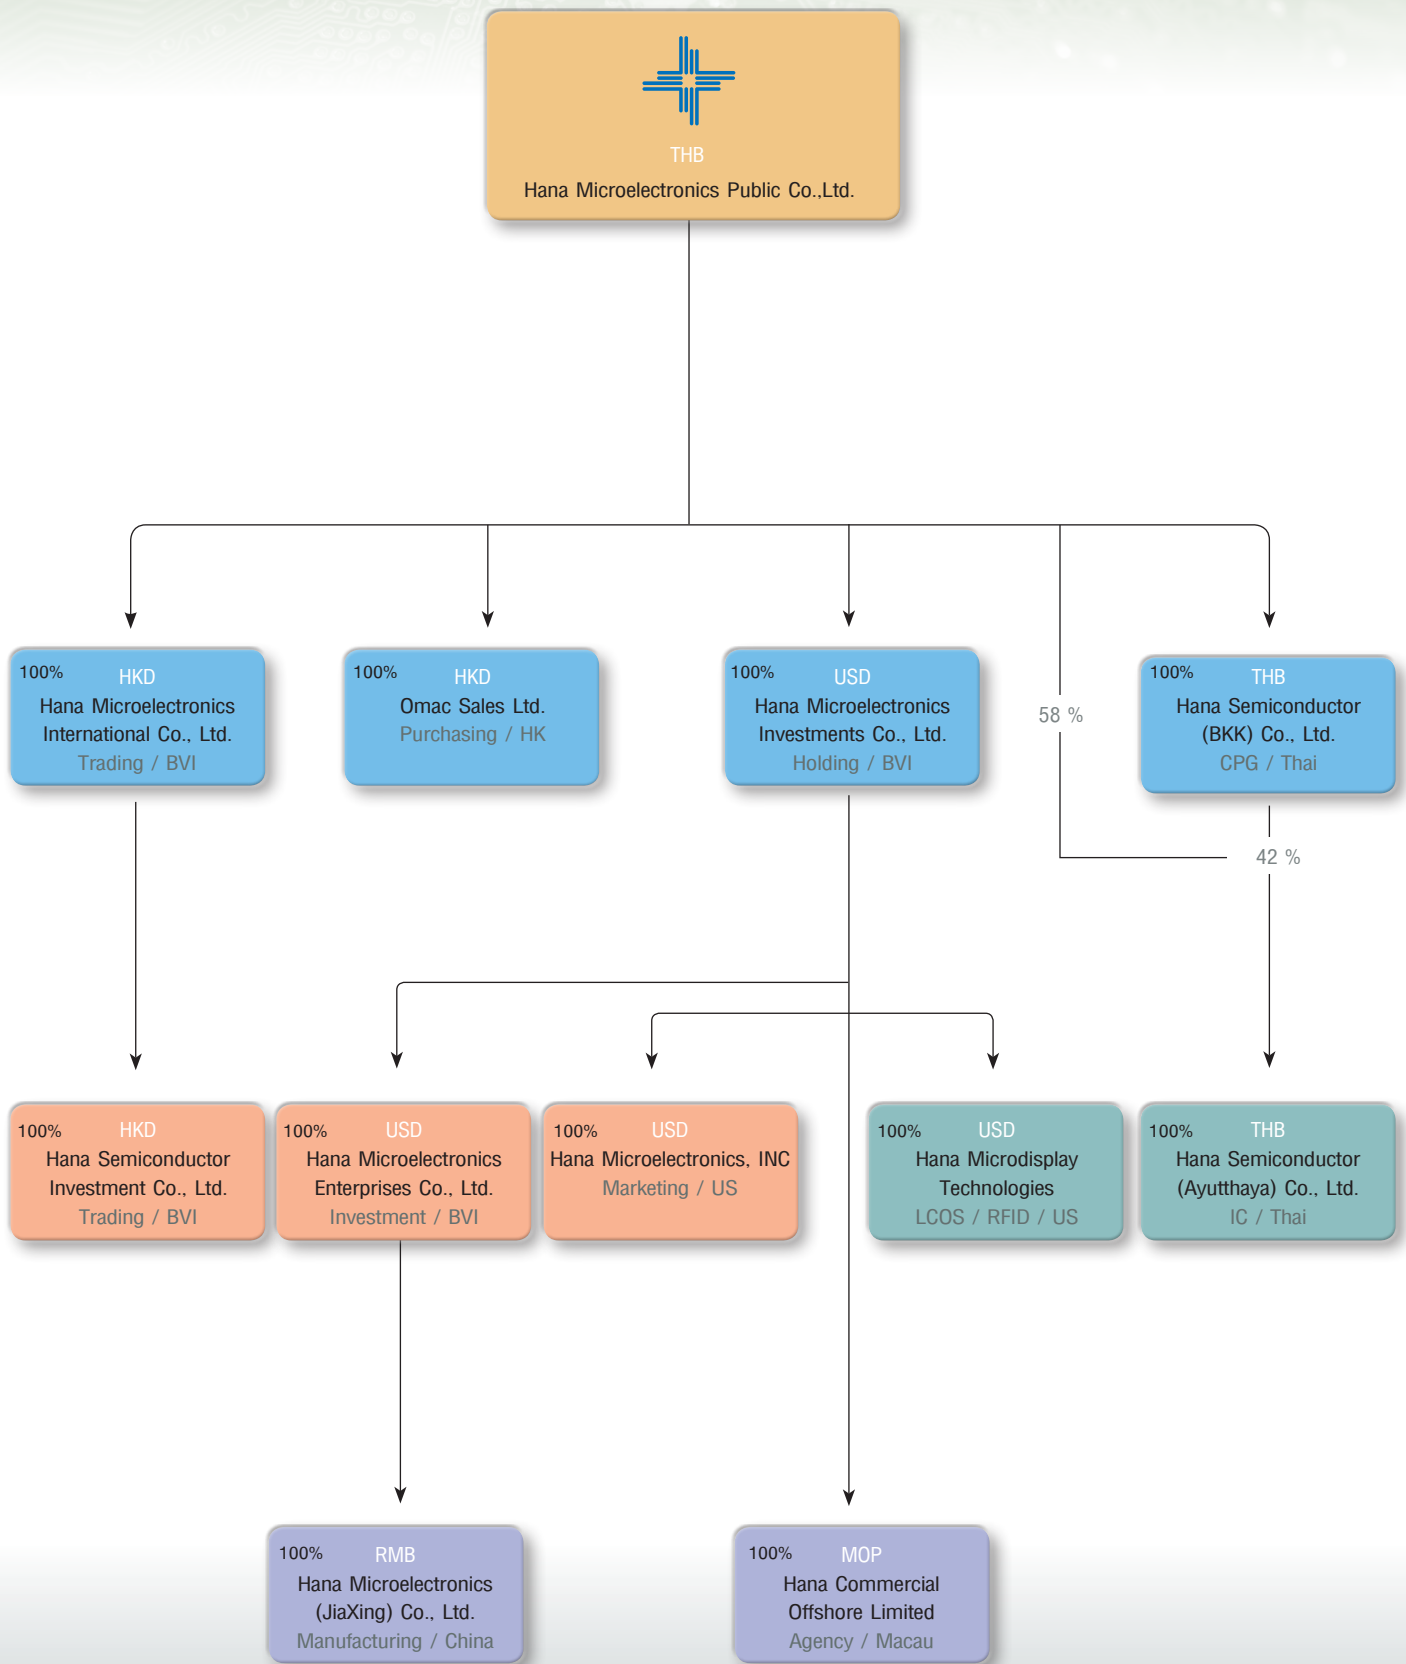 THB
Hana Microelectronics Public Co.,Ltd.
100%
HKD
Hana Microelectronics
International Co., Ltd.
Trading / BVI
100%
HKD
Omac Sales Ltd.
Purchasing / HK
100%
USD
Hana Microelectronics
Investments Co., Ltd.
Holding / BVI
58 %
100%
THB
Hana Semiconductor
(BKK) Co., Ltd.
CPG / Thai
42 %
100%
HKD
Hana Semiconductor
Investment Co., Ltd.
Trading / BVI
100%
USD
Hana Microelectronics
Enterprises Co., Ltd.
Investment / BVI
100%
USD
Hana Microelectronics, INC
Marketing / US
100%
USD
Hana Microdisplay
Technologies
LCOS / RFID / US
100%
THB
Hana Semiconductor
(Ayutthaya) Co., Ltd.
IC / Thai
100%
RMB
Hana Microelectronics
(JiaXing) Co., Ltd.
Manufacturing / China
100%
MOP
Hana Commercial
Offshore Limited
Agency / Macau